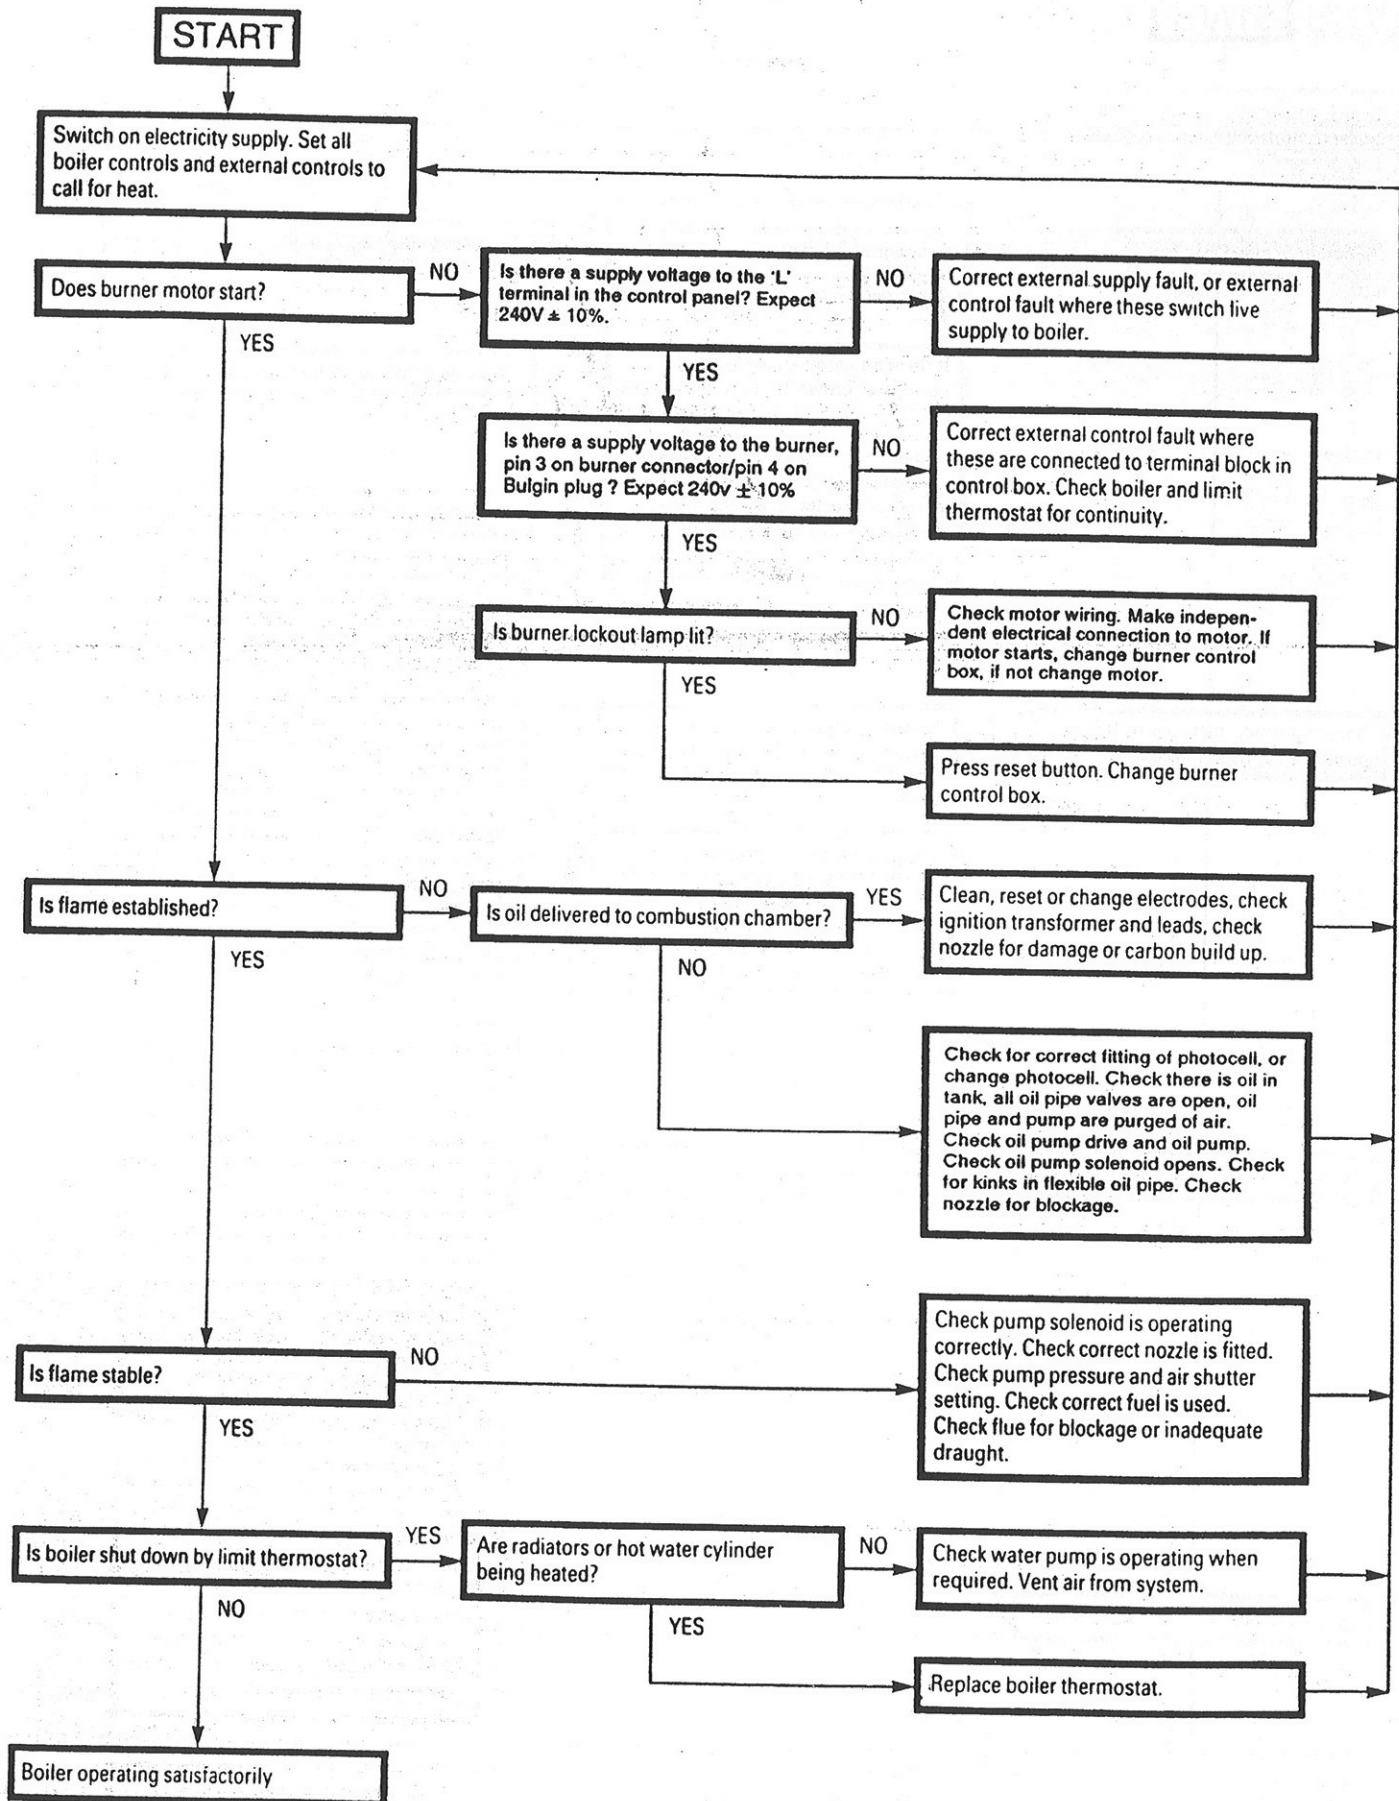 START
Switch on electricity supply. Set all
boiler controls and external controls to
call for heat.
Does burner motor start?
NO
Is there a supply voltage to the 'L'
terminal in the control panel? Expect
240V ± 10%.
NO
Correct external supply fault, or external
control fault where these switch live
supply to boiler.
YES
YES
Is there a supply voltage to the burner,
pin 3 on burner connector/pin 4 on
Bulgin plug ? Expect 240v ± 10%
NO
Correct external control fault where
these are connected to terminal block in
control box. Check boiler and limit
thermostat for continuity.
YES
Is burner lockout lamp lit?
NO
Check motor wiring. Make indepen-
dent electrical connection to motor. If
motor starts, change burner control
box, if not change motor.
YES
Press reset button. Change burner
control box.
Is flame established?
NO
Is oil delivered to combustion chamber?
YES
Clean, reset or change electrodes, check
ignition transformer and leads, check
nozzle for damage or carbon build up.
YES
NO
Check for correct fitting of photocell, or
change photocell. Check there is oil in
tank, all oil pipe valves are open, oil
pipe and pump are purged of air.
Check oil pump drive and oil pump.
Check oil pump solenoid opens. Check
for kinks in flexible oil pipe. Check
nozzle for blockage.
Is flame stable?
NO
Check pump solenoid is operating
correctly. Check correct nozzle is fitted.
Check pump pressure and air shutter
setting. Check correct fuel is used.
Check flue for blockage or inadequate
draught.
YES
Is boiler shut down by limit thermostat?
YES
Are radiators or hot water cylinder
being heated?
NO
Check water pump is operating when
required. Vent air from system.
NO
YES
Replace boiler thermostat.
Boiler operating satisfactorily